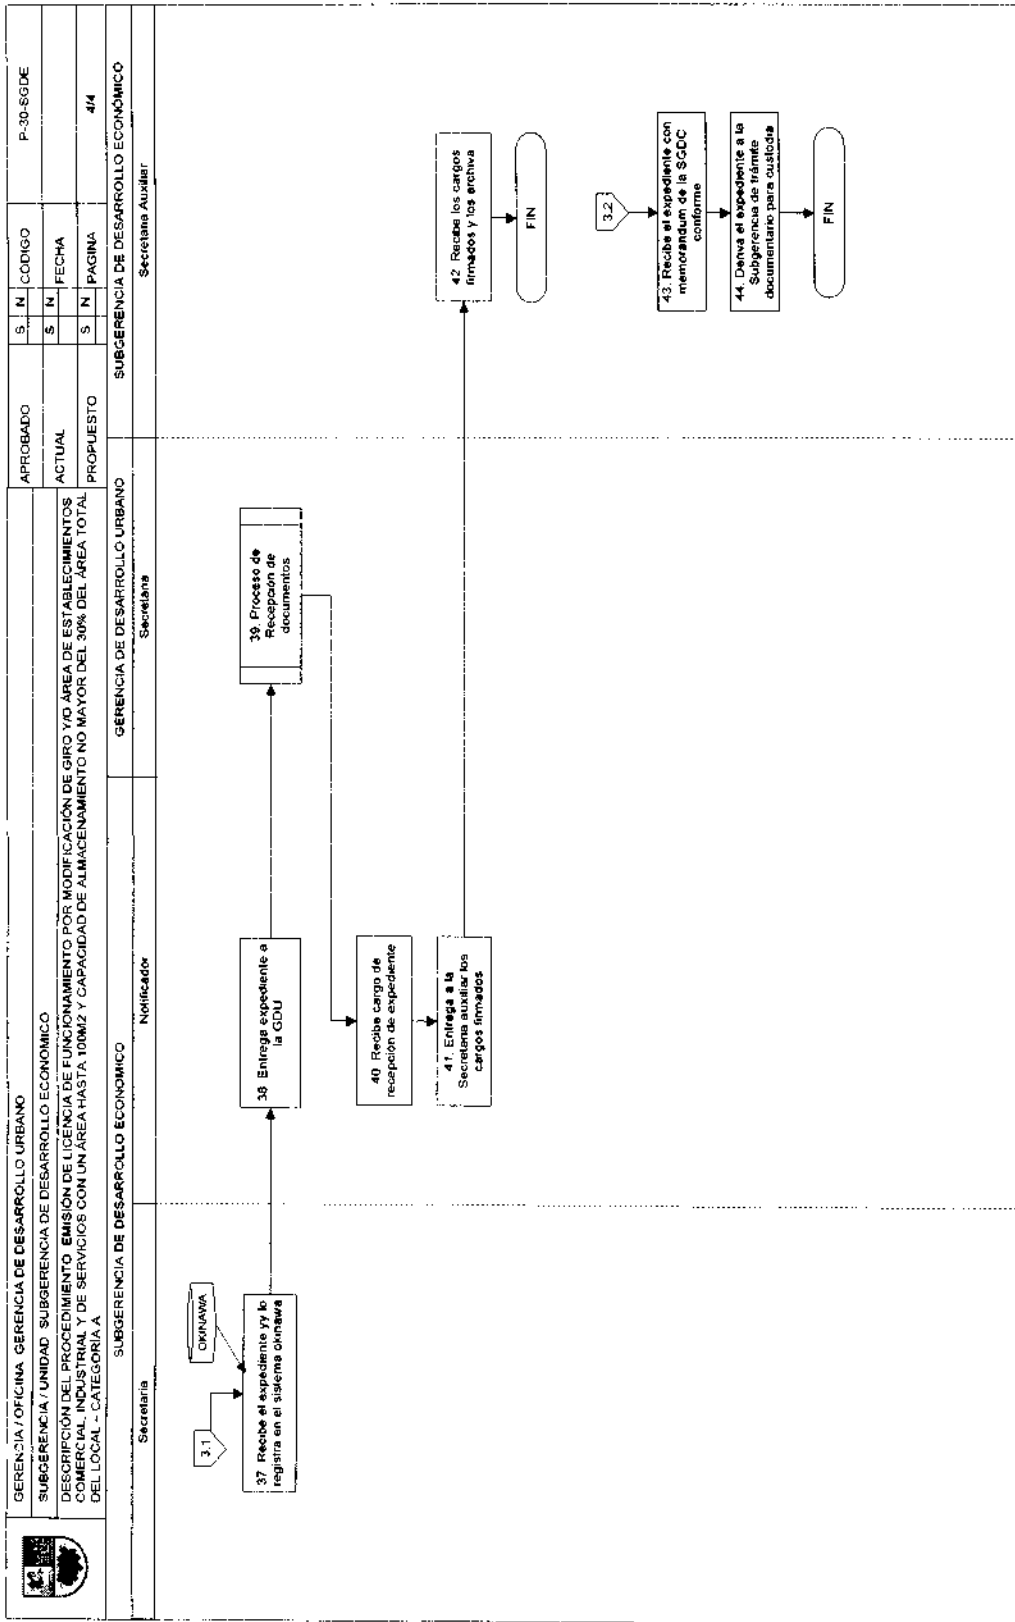 GERENCIA / OFICINA GERENCIA DE DESARROLLO URBANO
SUBGERENCIA / UNIDAD SUBGERENCIA DE DESARROLLO ECONOMICO
DESCRIPCIÓN DEL PROCEDIMIENTO EMISIÓN DE LICENCIA DE FUNCIONAMIENTO POR MODIFICACIÓN DE GIRO Y/O ÁREA DE ESTABLECIMIENTOS
COMERCIAL, INDUSTRIAL Y DE SERVICIOS CON UN ÁREA HASTA 100M2 Y CAPACIDAD DE ALMACENAMIENTO NO MAYOR DEL 30% DEL ÁREA TOTAL
DEL LOCAL - CATEGORÍA A
APROBADO S N CODIGO P-30-SGDE
ACTUAL S N FECHA
PROPUESTO S N PAGINA 4/4
SUBGERENCIA DE DESARROLLO ECONOMICO
GERENCIA DE DESARROLLO URBANO
SUBGERENCIA DE DESARROLLO ECONÓMICO
Secretaria
Notificador
Secretaria
Secretaria Auxiliar
3.1
OKINAWA
37 Recibe el expediente yy lo
registra en el sistema okinawa
38 Entrega expediente a
la GDU
39. Proceso de
Recepción de
documentos
40 Recibe cargo de
recepción de expediente
41. Entrega a la
Secretaria auxiliar los
cargos firmados
42 Recibe los cargos
firmados y los archiva
FIN
3.2
43. Recibe el expediente con
memorandum de la SGDC
conforme
44. Deriva el expediente a la
Subgerencia de trámite
documentario para custodia
FIN